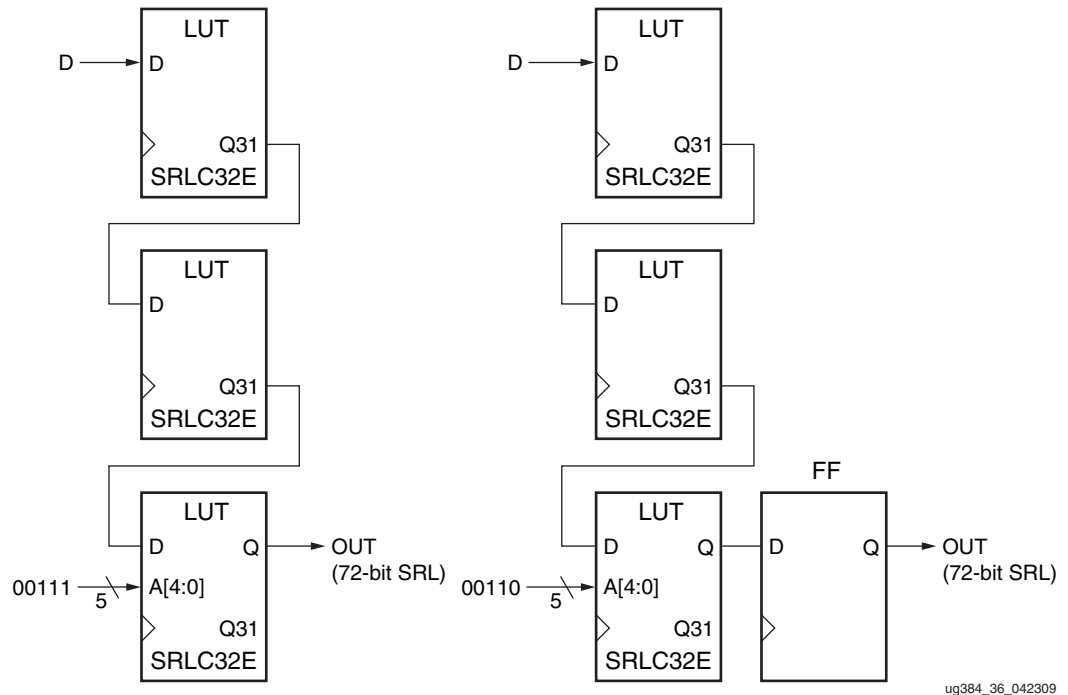 LUT
D
D
Q31
SRLC32E
LUT
D
Q31
SRLC32E
LUT
D
Q
OUT
(72-bit SRL)
00111
5
A[4:0]
Q31
SRLC32E
LUT
D
D
Q31
SRLC32E
LUT
D
Q31
SRLC32E
LUT
D
Q
00110
5
A[4:0]
Q31
SRLC32E
FF
D
Q
OUT
(72-bit SRL)
ug384_36_042309